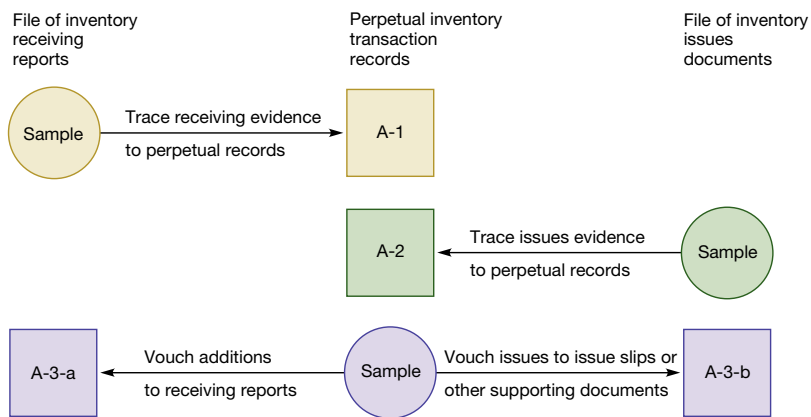 File of inventory
receiving
reports
Perpetual inventory
transaction
records
File of inventory
issues
documents
Sample
Trace receiving evidence
to perpetual records
A-1
A-2
Trace issues evidence
to perpetual records
Sample
A-3-a
Vouch additions
to receiving reports
Sample
Vouch issues to issue slips or
other supporting documents
A-3-b